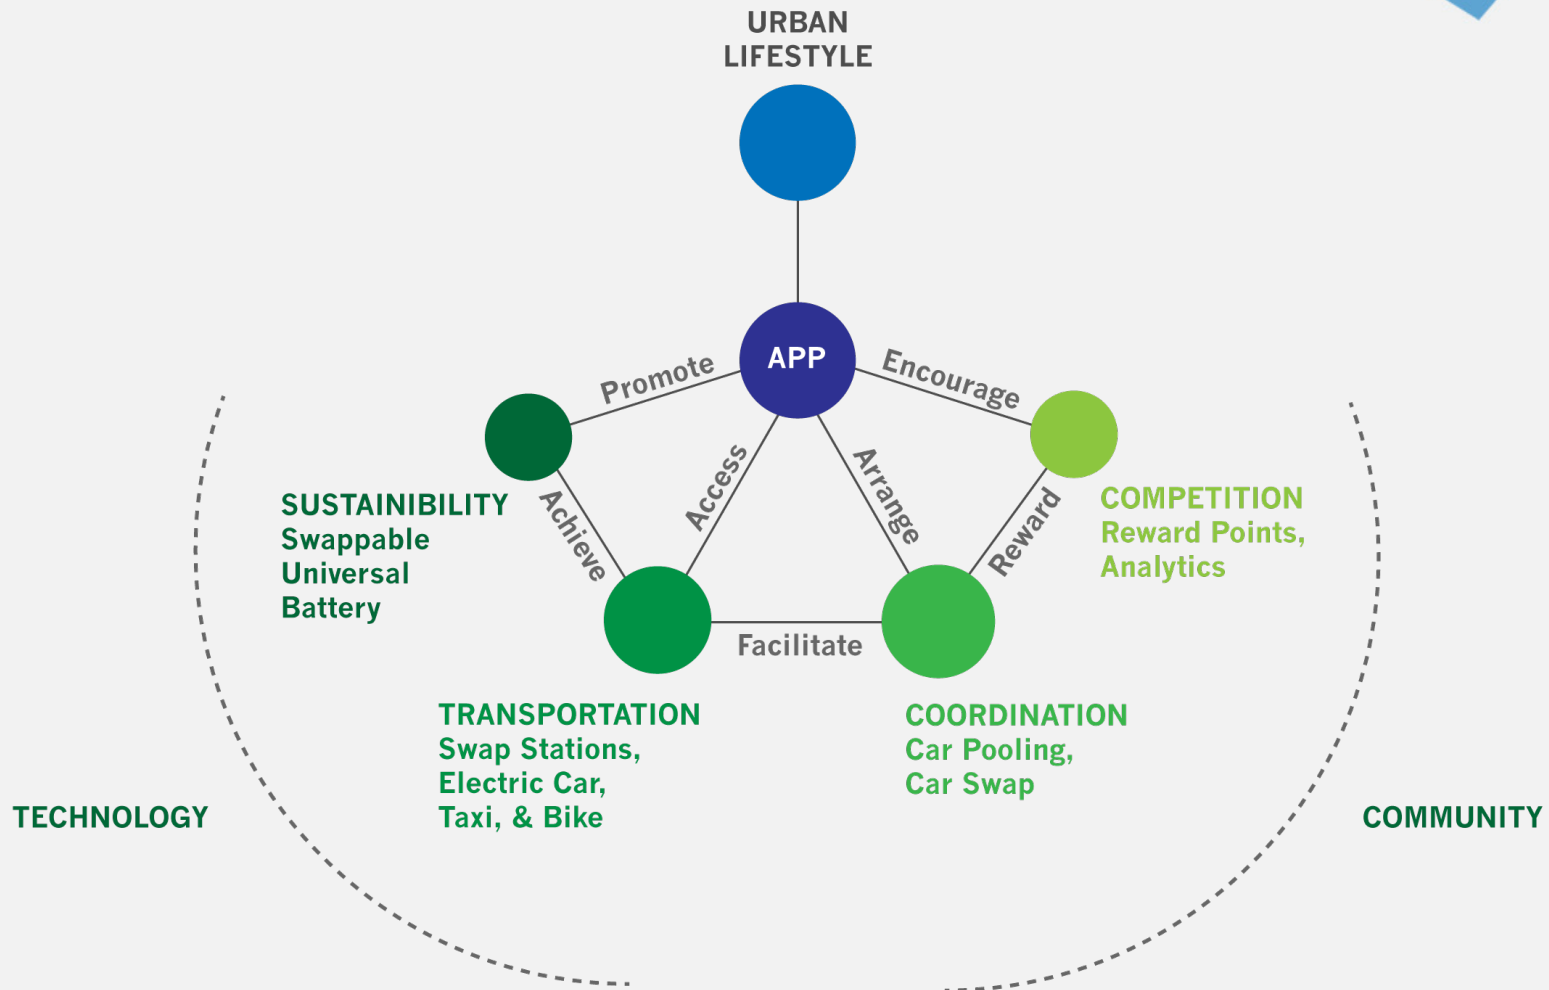 URBAN
LIFESTYLE
APP
Promote
Encourage
Access
Arrange
Achieve
Reward
SUSTAINIBILITY
Swappable
Universal
Battery
COMPETITION
Reward Points,
Analytics
Facilitate
TRANSPORTATION
Swap Stations,
Electric Car,
Taxi, & Bike
COORDINATION
Car Pooling,
Car Swap
TECHNOLOGY
COMMUNITY